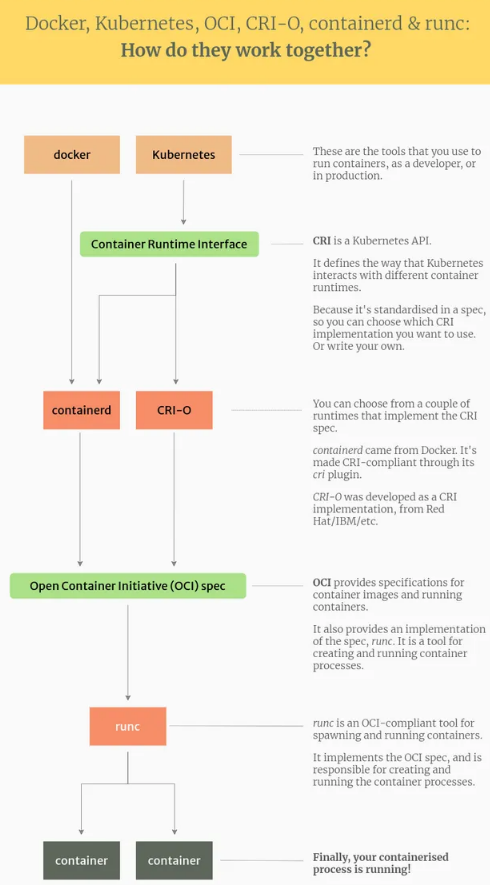 Docker, Kubernetes, OCI, CRI-O, containerd & runc:
How do they work together?
docker
Kubernetes
These are the tools that you use to
run containers, as a developer, or
in production.
Container Runtime Interface
CRI is a Kubernetes API.
It defines the way that Kubernetes
interacts with different container
runtimes.
Because it's standardised in a spec,
so you can choose which CRI
implementation you want to use.
Or write your own.
containerd
CRI-O
You can choose from a couple of
runtimes that implement the CRI
spec.
containerd came from Docker. It's
made CRI-compliant through its
cri plugin.
CRI-O was developed as a CRI
implementation, from Red
Hat/IBM/etc.
Open Container Initiative (OCI) spec
OCI provides specifications for
container images and running
containers.
It also provides an implementation
of the spec, runc. It is a tool for
creating and running container
processes.
runc
runc is an OCI-compliant tool for
spawning and running containers.
It implements the OCI spec, and is
responsible for creating and
running the container processes.
container
container
Finally, your containerised
process is running!